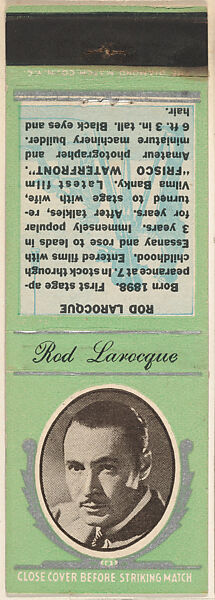 DIAMOND MATCH CO. N.Y.C.
ROD LAROCQUE
Born 1898. First stage ap-
pearance at 7. In stock through
childhood. Entered films with
Essanay and rose to leads in
3 years. Immensely popular
for years. After talkies, re-
turned to stage with wife
Vilma Banky. Latest film
"FRISCO WATERFRONT".
Amateur photographer and
miniature machinery builder.
6 ft. 3 in. tall. Black eyes and
hair.
Rod Larocque
CLOSE COVER BEFORE STRIKING MATCH